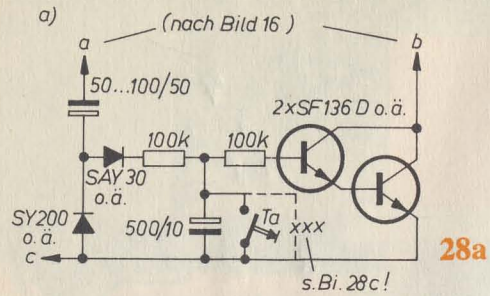 a)
(nach Bild 16)
a
b
50...100/50
2xSF136 D o.ä.
100k
100k
SAY 30
o.ä.
SY200
o.ä.
500/10
Ta
xxx
c
s.Bi. 28c!
28a